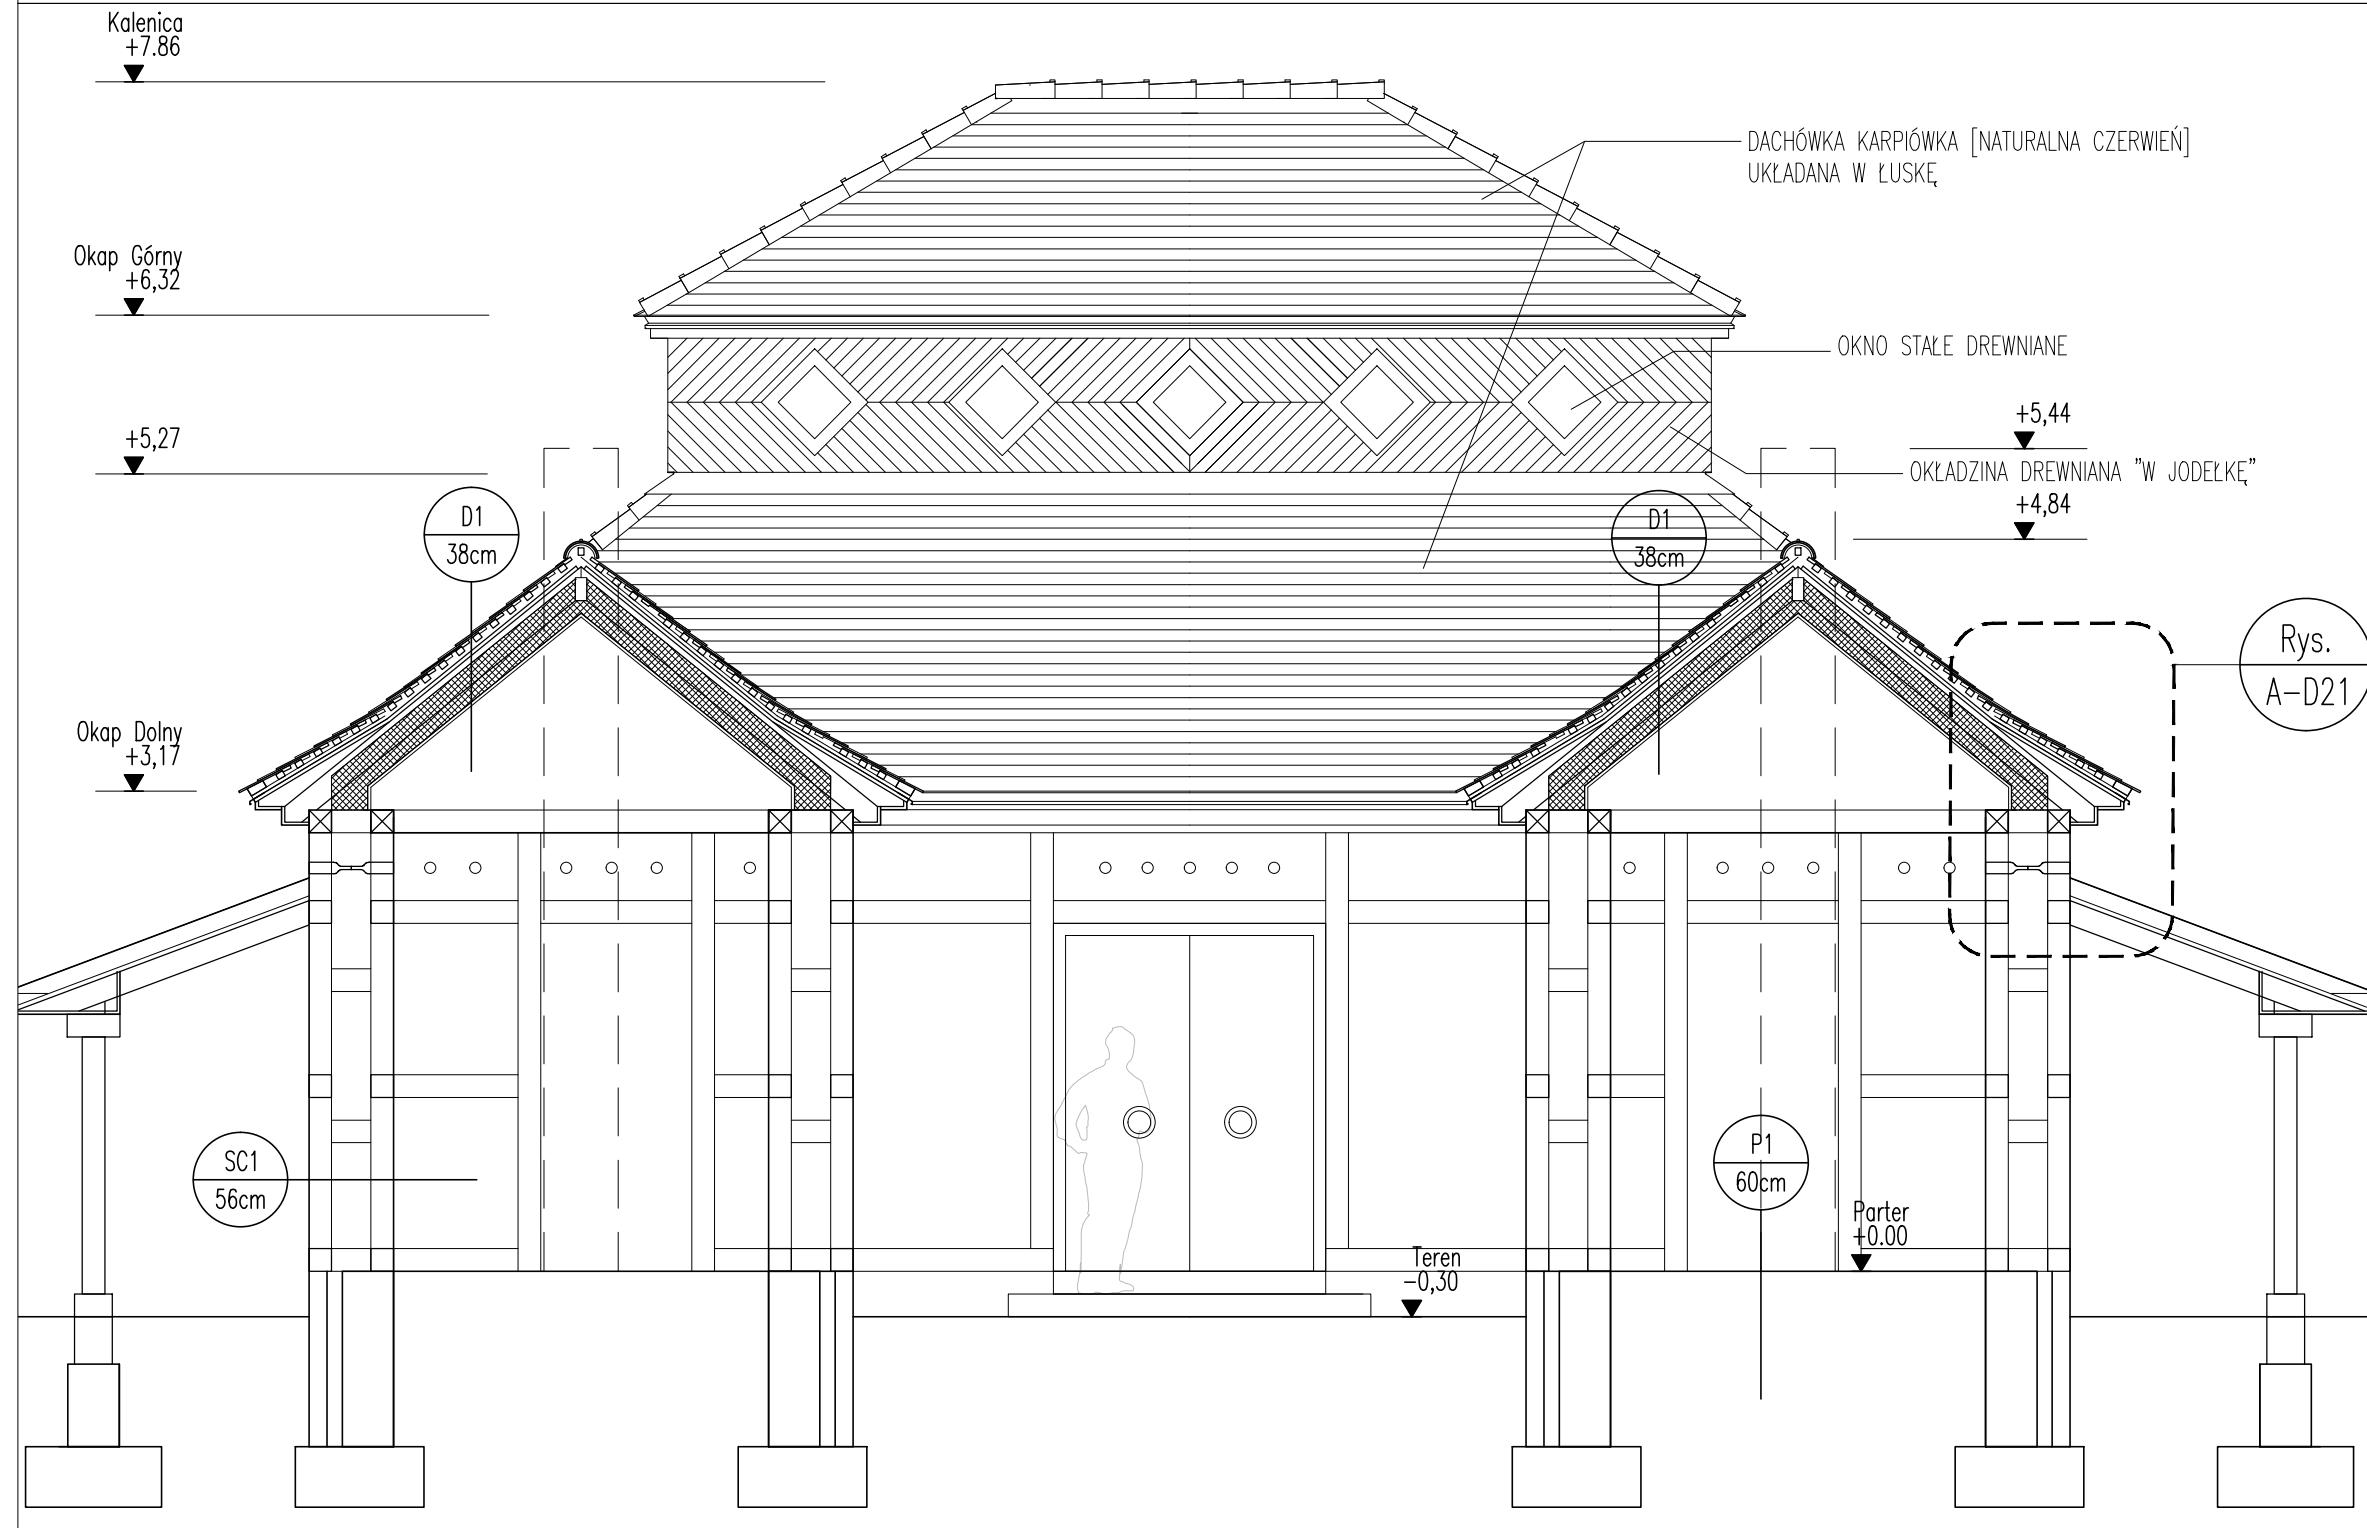 Kalenica
+7.86
DACHÓWKA KARPIÓWKA [NATURALNA CZERWIEŃ]
UKŁADANA W ŁUSKĘ
Okap Górny
+6,32
OKNO STAŁE DREWNIANE
+5,27
+5,44
OKŁADZINA DREWNIANA "W JODEŁKĘ"
+4,84
D1
38cm
D1
38cm
Rys.
A-D21
Okap Dolny
+3,17
SC1
56cm
P1
60cm
Parter
+0.00
Teren
-0,30